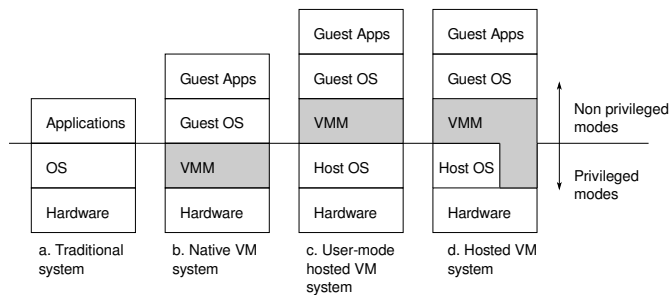 Guest Apps
Guest Apps
Guest Apps
Guest OS
Guest OS
Applications
Guest OS
VMM
VMM
Non privileged
modes
OS
VMM
Host OS
Host OS
Privileged
modes
Hardware
Hardware
Hardware
Hardware
a. Traditional
system
b. Native VM
system
c. User-mode
hosted VM
system
d. Hosted VM
system